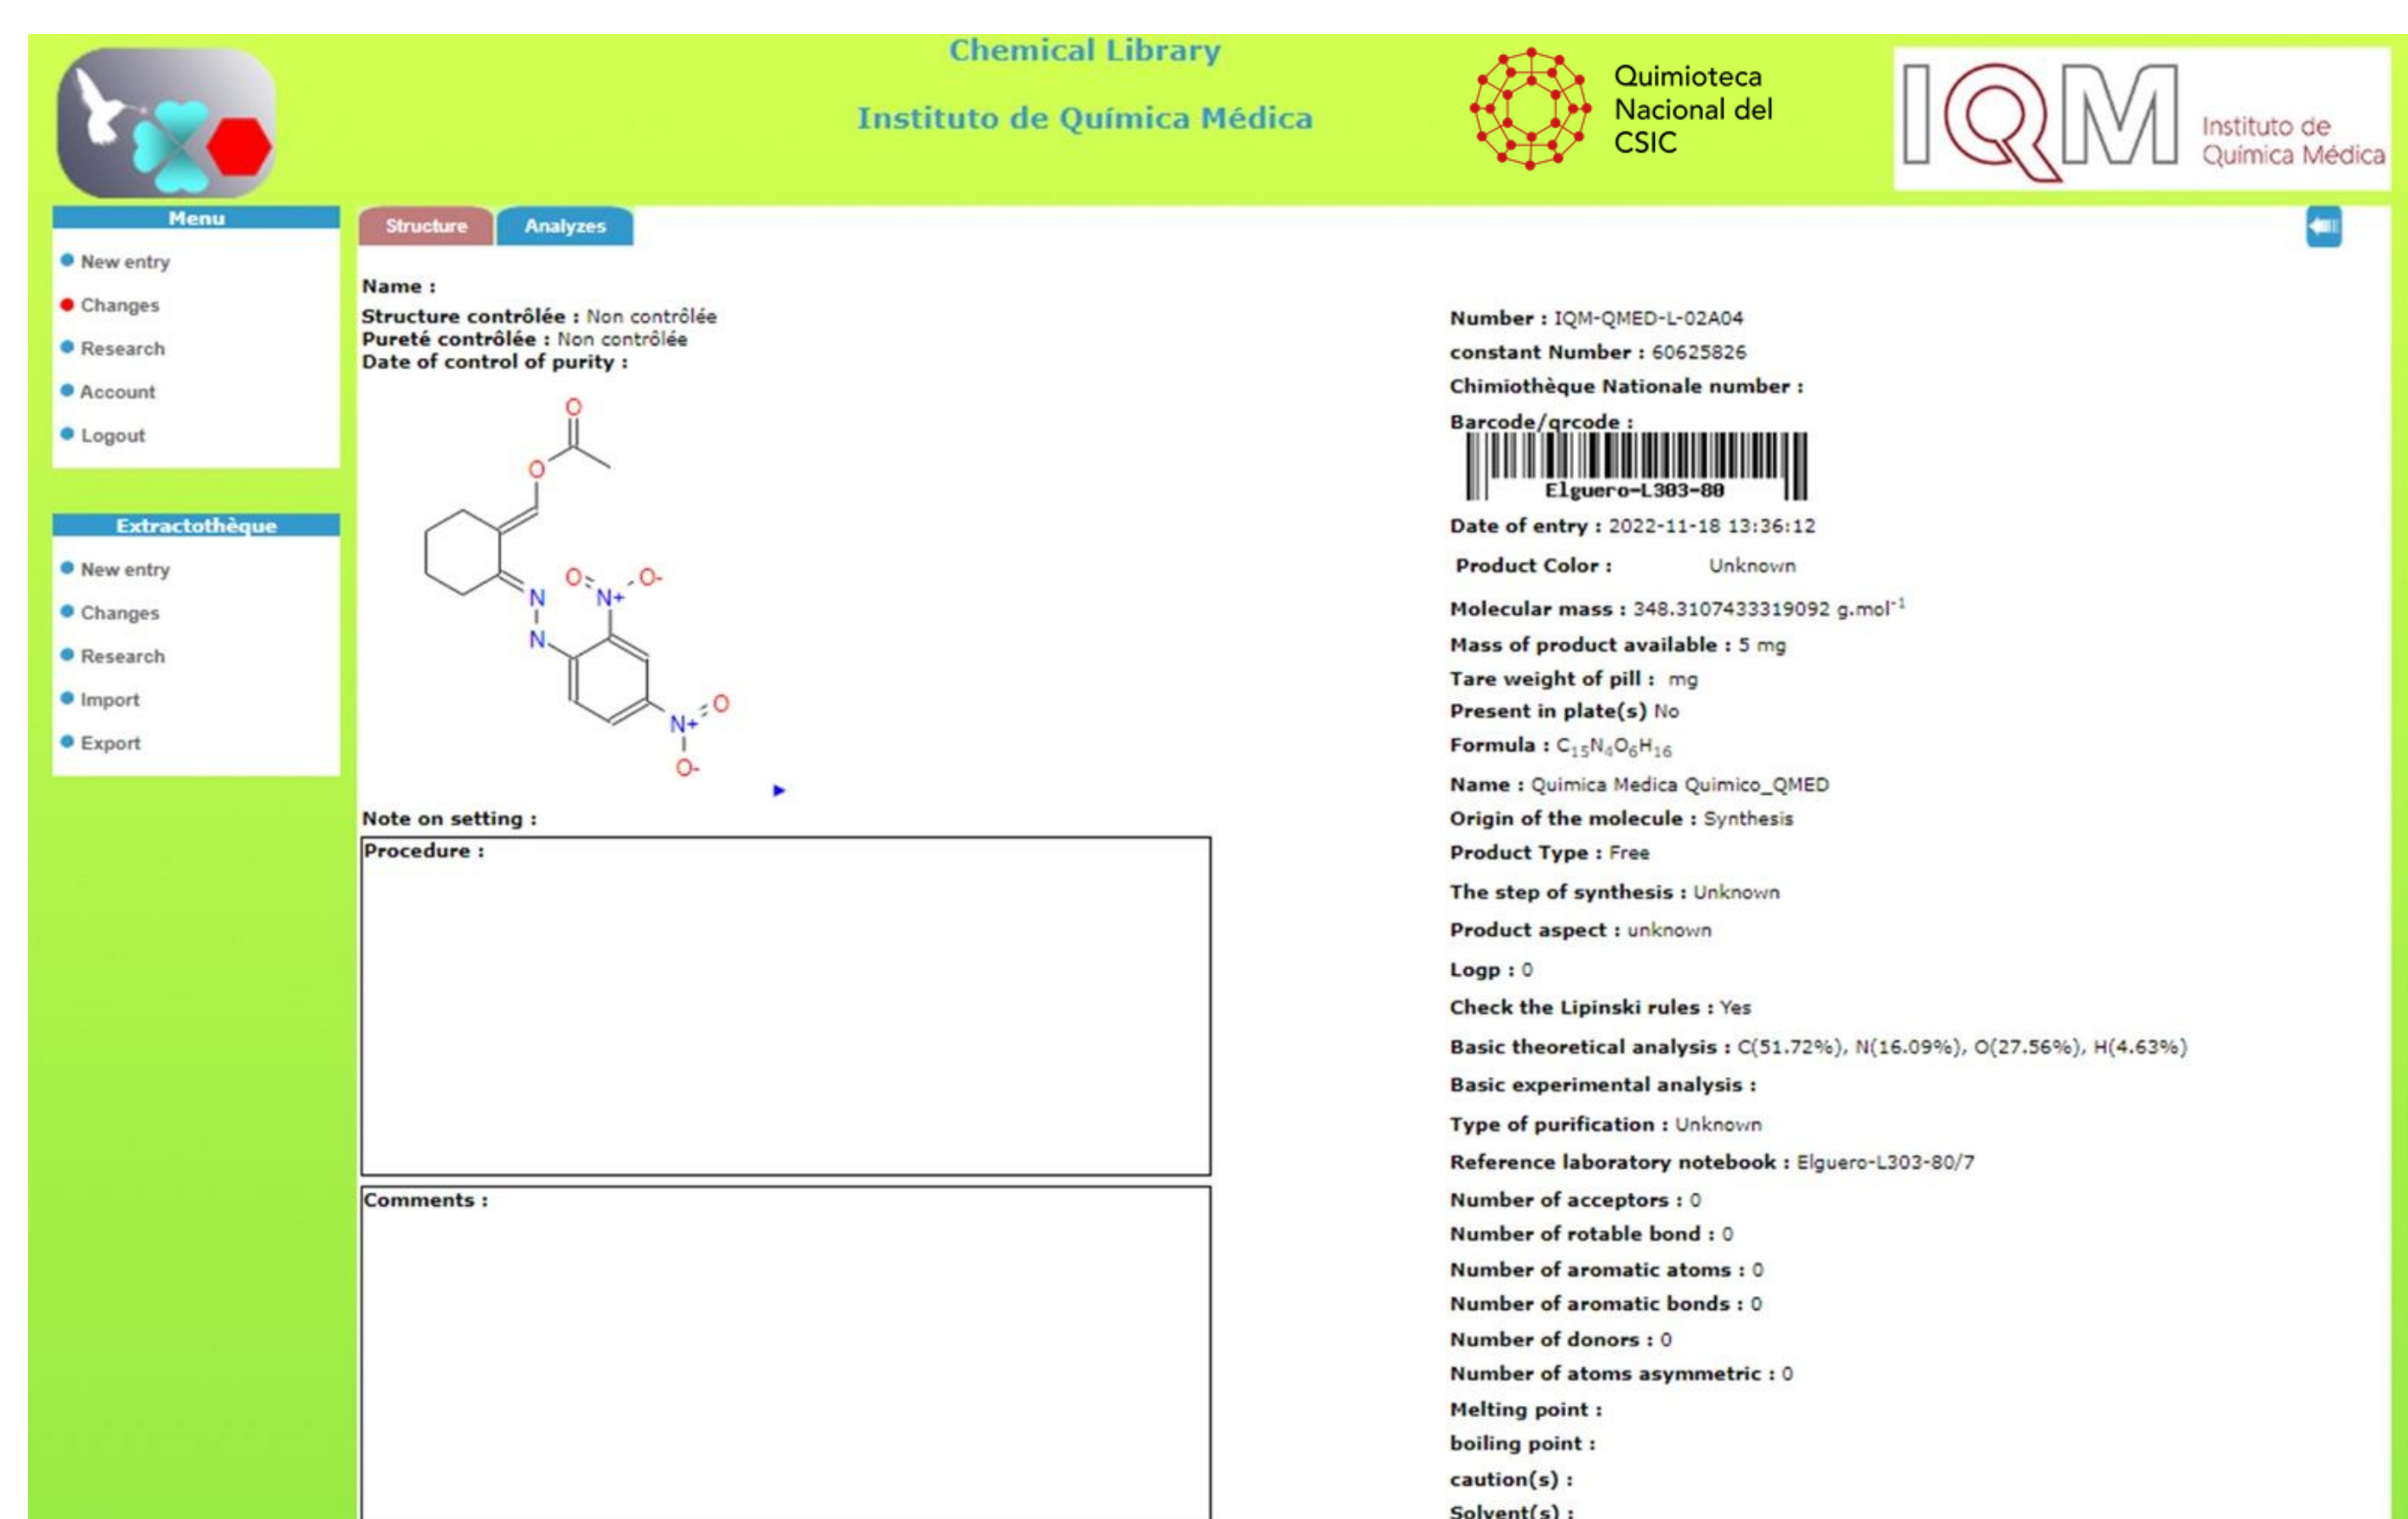 Chemical Library
Instituto de Química Médica
Quimioteca
Nacional del
CSIC
IQM
Instituto de
Química Médica
Menu
New entry
Changes
Research
Account
Logout
Extractothèque
New entry
Changes
Research
Import
Export
Structure
Analyzes
Name :
Structure contrôlée : Non contrôlée
Pureté contrôlée : Non contrôlée
Date of control of purity :
O
O
O
O-
N
N+
N
O
N+
O-
Note on setting :
Procedure :
Comments :
Number : IQM-QMED-L-02A04
constant Number : 60625826
Chimiothèque Nationale number :
Barcode/qrcode :
Elguero-L303-80
Date of entry : 2022-11-18 13:36:12
Product Color : Unknown
Molecular mass : 348.3107433319092 g.mol⁻¹
Mass of product available : 5 mg
Tare weight of pill : mg
Present in plate(s) No
Formula : C₁₅N₄O₆H₁₆
Name : Quimica Medica Quimico_QMED
Origin of the molecule : Synthesis
Product Type : Free
The step of synthesis : Unknown
Product aspect : unknown
Logp : 0
Check the Lipinski rules : Yes
Basic theoretical analysis : C(51.72%), N(16.09%), O(27.56%), H(4.63%)
Basic experimental analysis :
Type of purification : Unknown
Reference laboratory notebook : Elguero-L303-80/7
Number of acceptors : 0
Number of rotable bond : 0
Number of aromatic atoms : 0
Number of aromatic bonds : 0
Number of donors : 0
Number of atoms asymmetric : 0
Melting point :
boiling point :
caution(s) :
Solvent(s) :